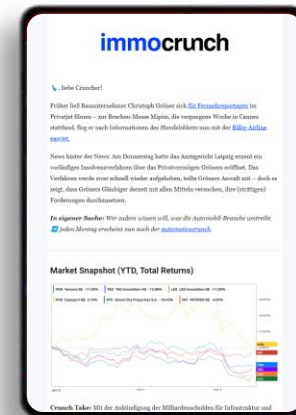 immocrunch
liebe Cruncher!
Früher ließ Bauunternehmer Christoph Gröner sich für Fernsehreportagen im
Privatjet filmen – zur Branchen-Messe Mipim, die vergangene Woche in Cannes
stattfand, flog er nach Informationen des Handelsblatts nun mit der Billig-Airline
easyJet.
News hinter der News: Am Donnerstag hatte das Amtsgericht Leipzig erneut ein
vorläufiges Insolvenzverfahren über das Privatvermögen Gröners eröffnet. Das
Verfahren werde zwar schnell wieder aufgehoben, teilte Gröners Anwalt mit – doch es
zeigt, dass Gröners Gläubiger derzeit mit allen Mitteln versuchen, ihre (strittigen)
Forderungen durchzusetzen.
In eigener Sache: Wer zudem wissen will, was die Automobil-Branche umtreibt
jeden Montag erscheint nun auch der automotivecrunch.
Market Snapshot (YTD, Total Returns)
Crunch Take: Mit der Ankündigung der Milliardenschulden für Infrastruktur und